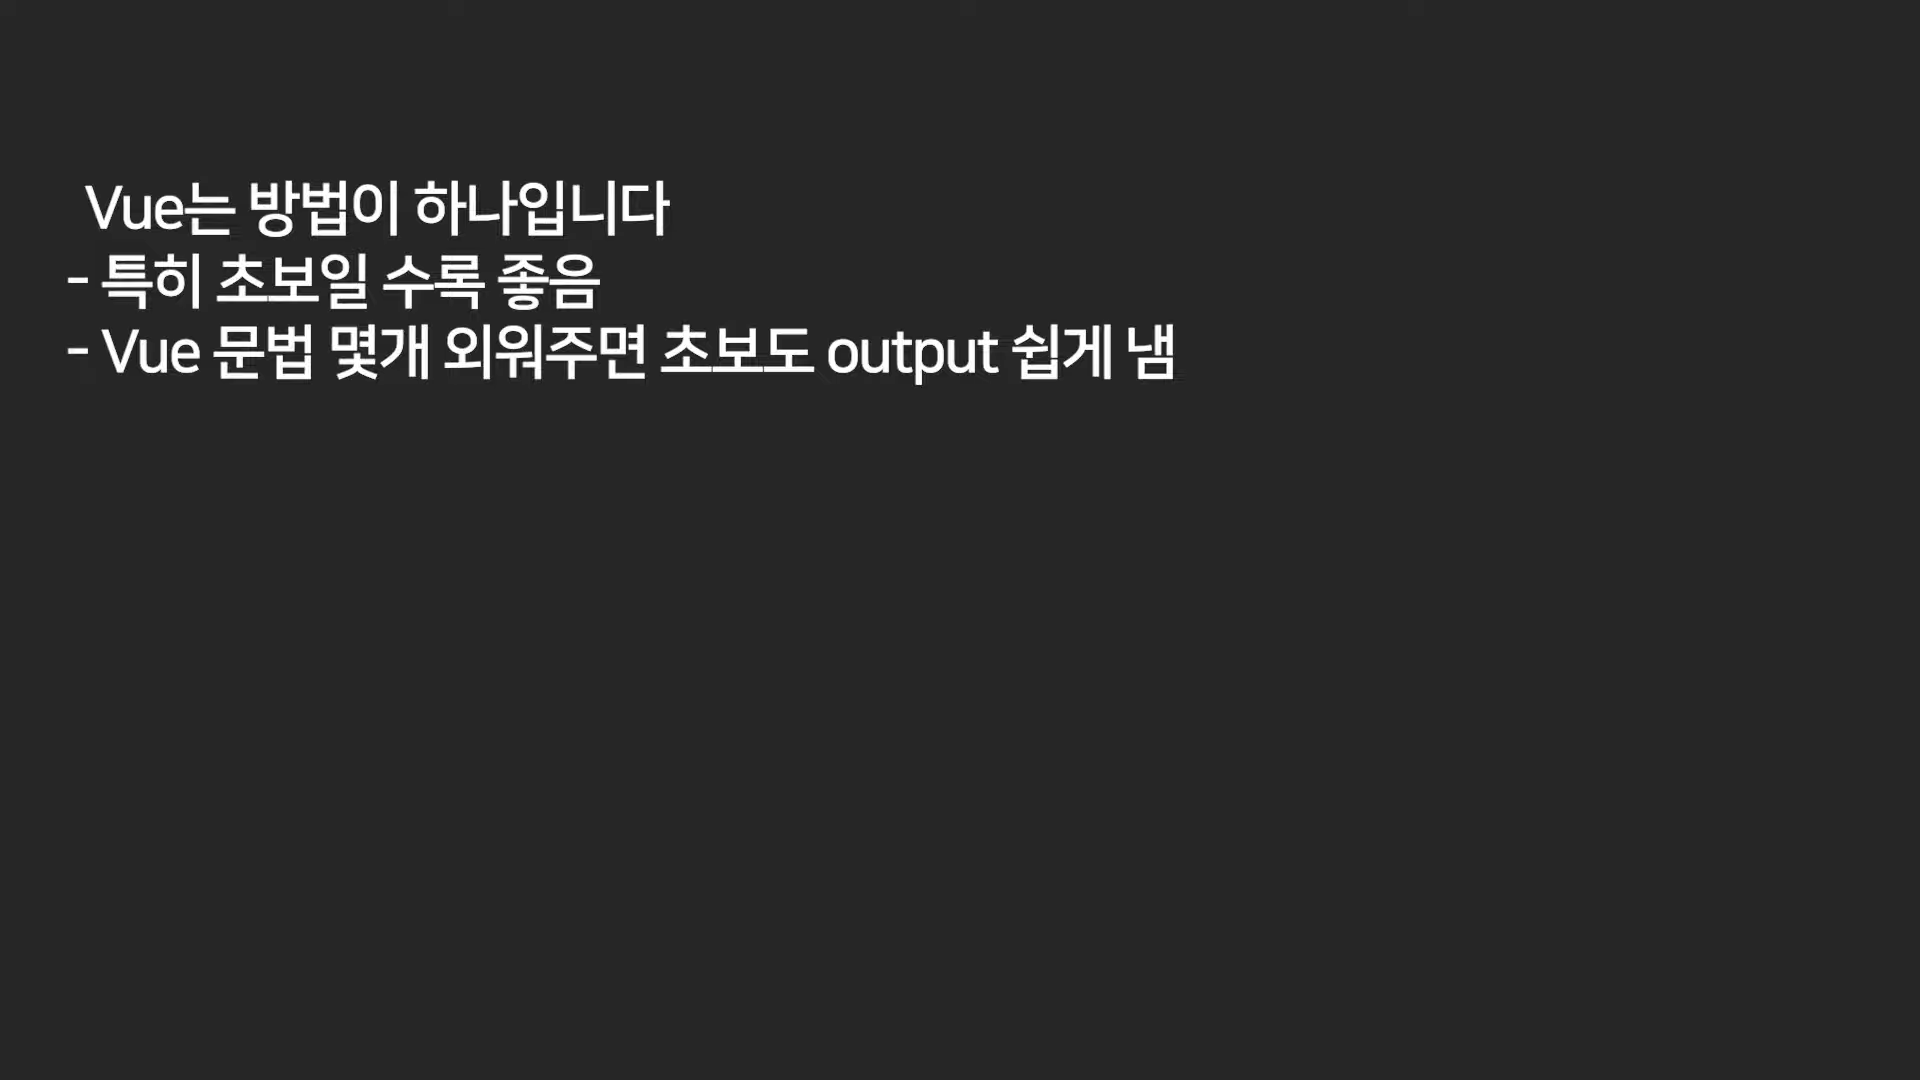 Vue는 방법이 하나입니다
- 특히 초보일 수록 좋음
- Vue 문법 몇개 외워주면 초보도 output 쉽게 냄